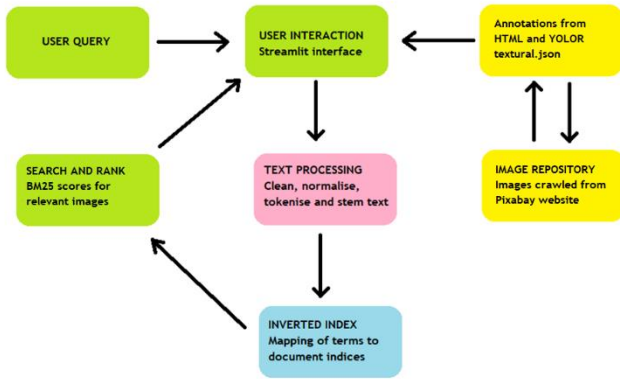 USER QUERY
USER INTERACTION
Streamlit interface
Annotations from
HTML and YOLOR
textural.json
SEARCH AND RANK
BM25 scores for
relevant images
TEXT PROCESSING
Clean, normalise,
tokenise and stem text
IMAGE REPOSITORY
Images crawled from
Pixabay website
INVERTED INDEX
Mapping of terms to
document indices